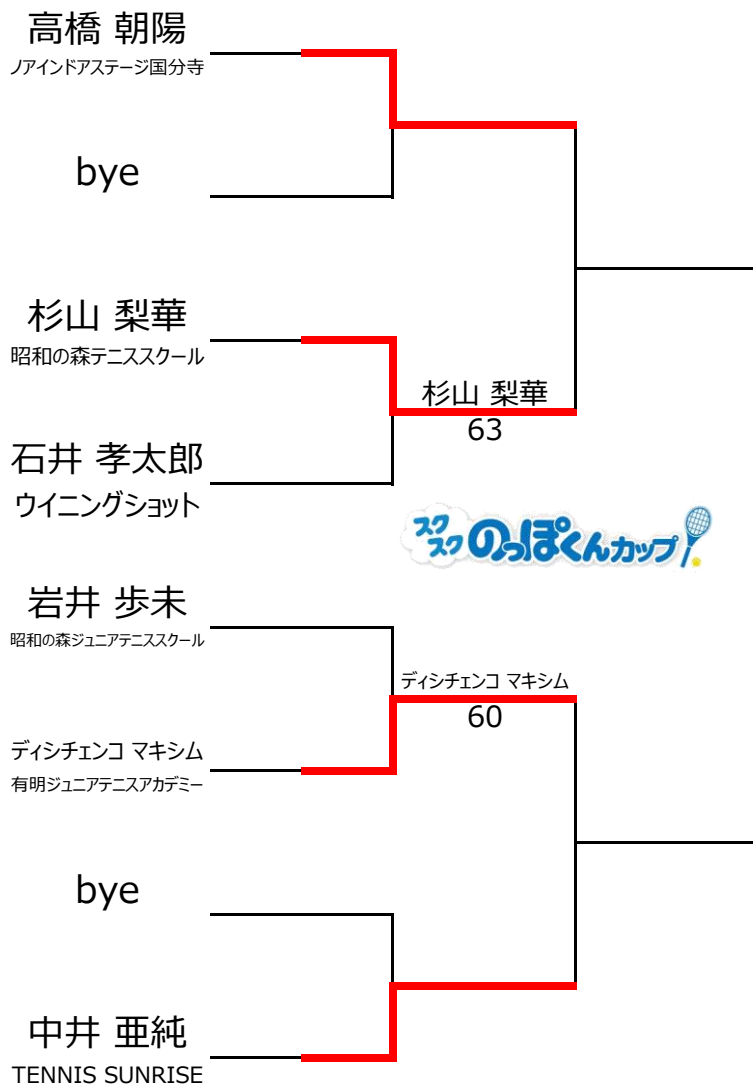 高橋 朝陽
ノアインドアステージ国分寺
bye
杉山 梨華
昭和の森テニススクール
杉山 梨華
63
石井 孝太郎
ウイニングショット
スクスク のっぽくんカップ!
岩井 歩未
昭和の森ジュニアテニススクール
ディシチェンコ マキシム
60
ディシチェンコ マキシム
有明ジュニアテニスアカデミー
bye
中井 亜純
TENNIS SUNRISE